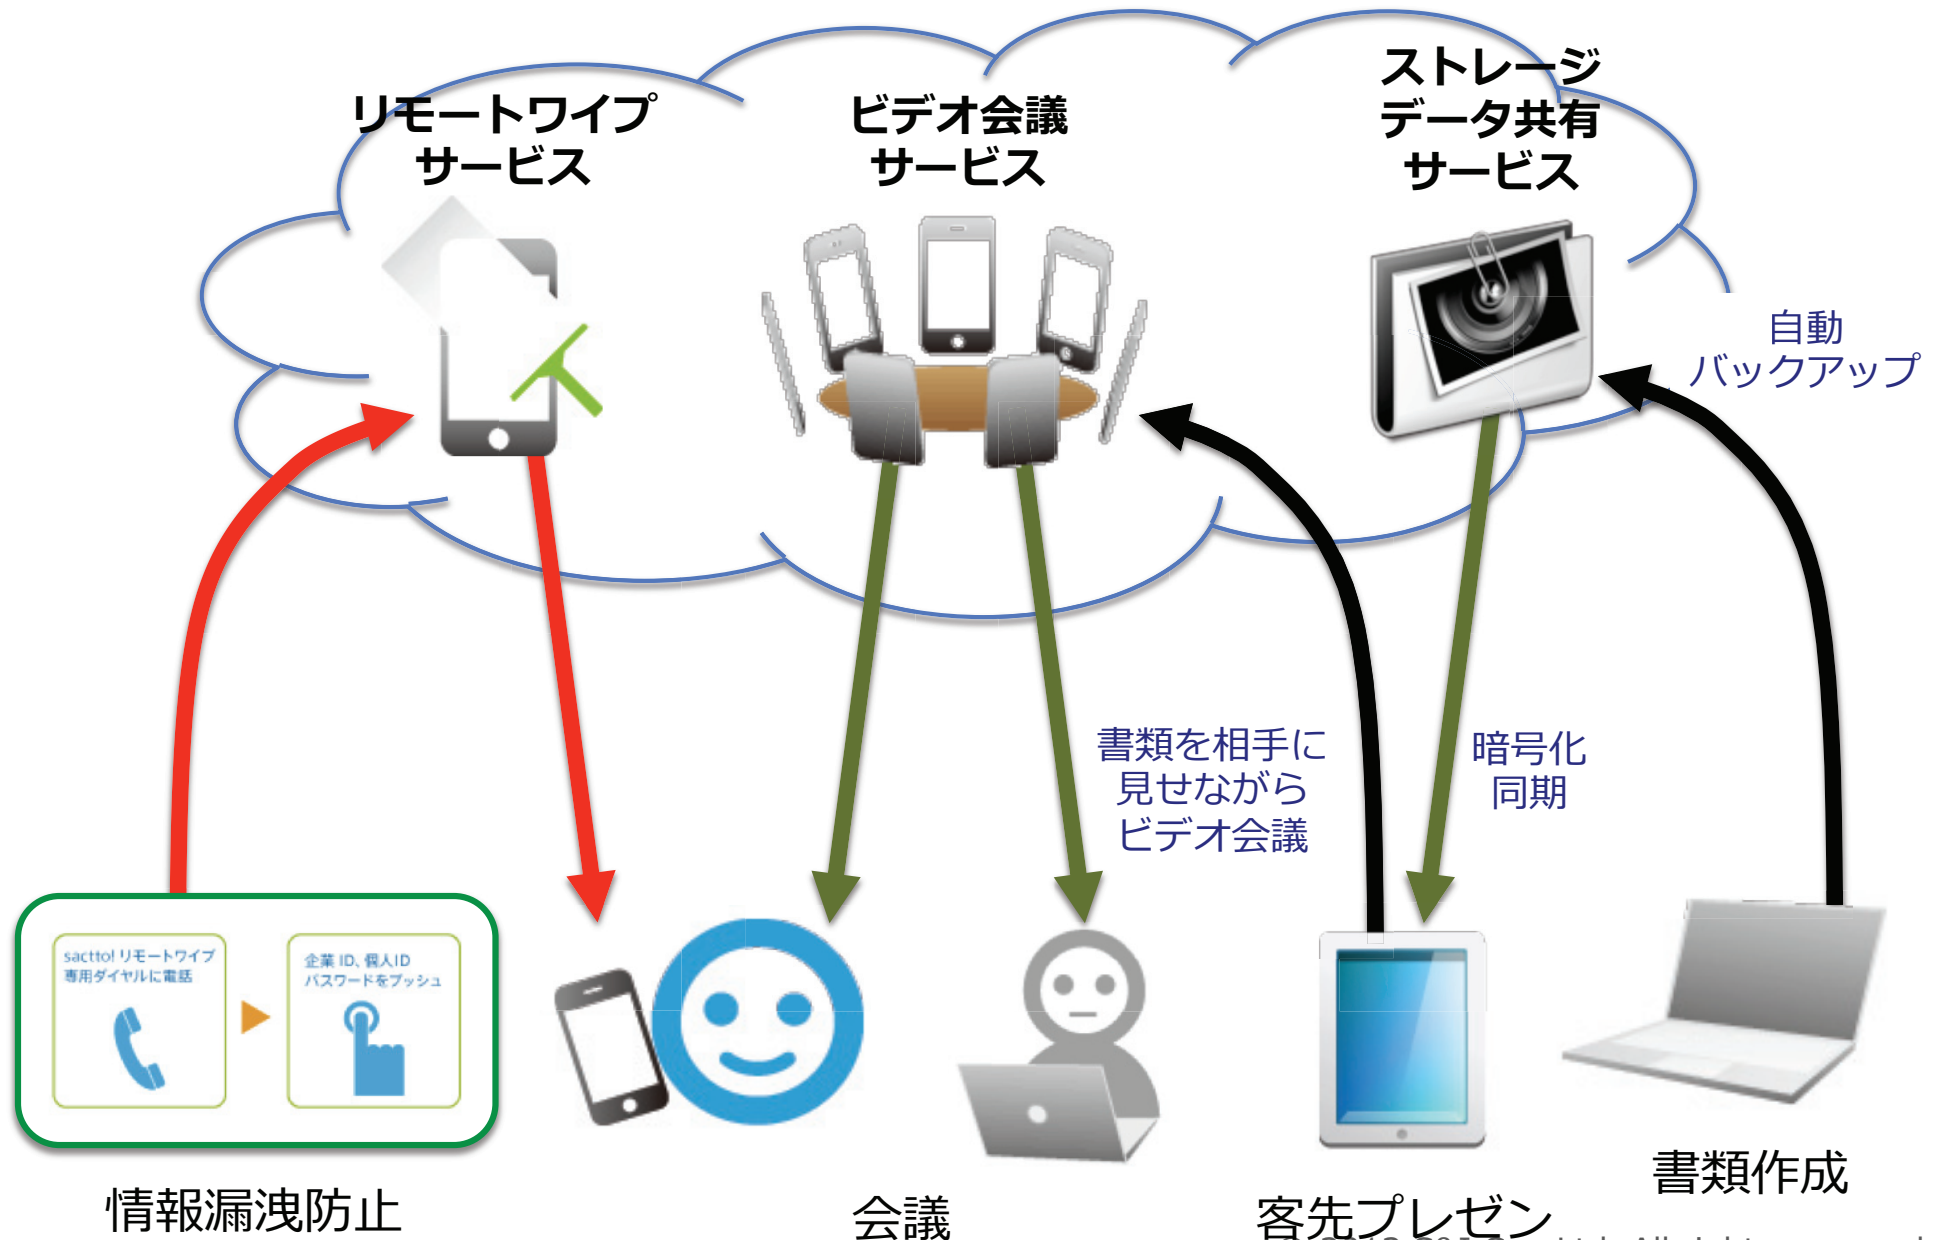 リモートワイプ
サービス
ビデオ会議
サービス
ストレージ
データ共有
サービス
自動
バックアップ
書類を相手に
見せながら
ビデオ会議
暗号化
同期
sactto! リモートワイプ
専用ダイヤルに電話
企業 ID、個人ID
パスワードをプッシュ
情報漏洩防止
会議
客先プレゼン
書類作成